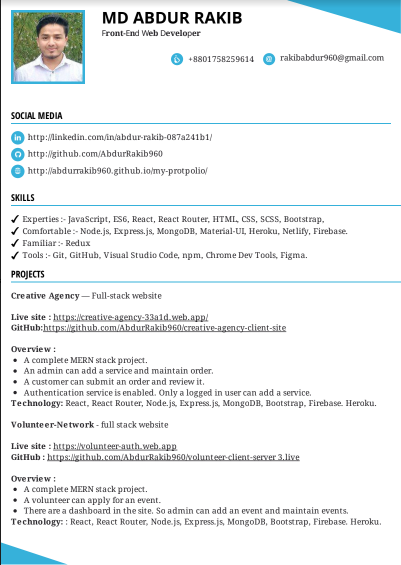 MD ABDUR RAKIB
Front-End Web Developer
+8801758259614 rakibabdur960@gmail.com
SOCIAL MEDIA
http://linkedin.com/in/abdur-rakib-087a241b1/
http://github.com/AbdurRakib960
http://abdurrakib960.github.io/my-protpolio/
SKILLS
✓ Experties :- JavaScript, ES6, React, React Router, HTML, CSS, SCSS, Bootstrap,
✓ Comfortable :- Node.js, Express.js, MongoDB, Material-UI, Heroku, Netlify, Firebase.
✓ Familiar :- Redux
✓ Tools :- Git, GitHub, Visual Studio Code, npm, Chrome Dev Tools, Figma.
PROJECTS
Creative Agency — Full-stack website
Live site : https://creative-agency-33a1d.web.app/
GitHub:https://github.com/AbdurRakib960/creative-agency-client-site
Overview :
• A complete MERN stack project.
• An admin can add a service and maintain order.
• A customer can submit an order and review it.
• Authentication service is enabled. Only a logged in user can add a service.
Technology: React, React Router, Node.js, Express.js, MongoDB, Bootstrap, Firebase. Heroku.
Volunteer-Network - full stack website
Live site : https://volunteer-auth.web.app
GitHub : https://github.com/AbdurRakib960/volunteer-client-server 3.live
Overview :
• A complete MERN stack project.
• A volunteer can apply for an event.
• There are a dashboard in the site. So admin can add an event and maintain events.
Technology: : React, React Router, Node.js, Express.js, MongoDB, Bootstrap, Firebase. Heroku.